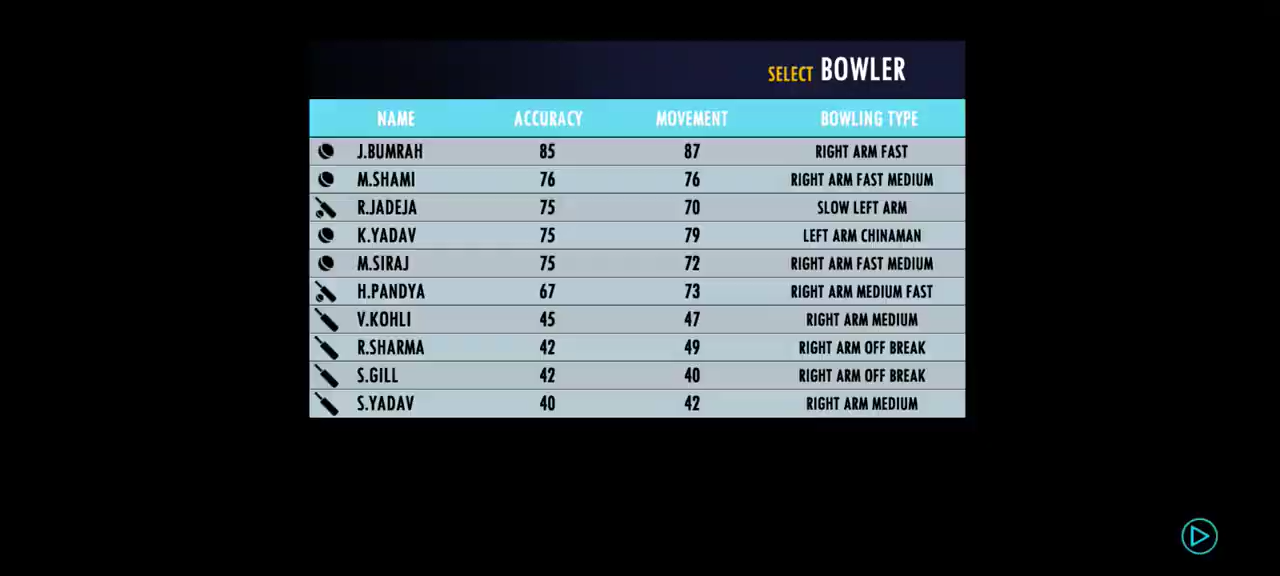 SELECT BOWLER
NAME ACCURACY MOVEMENT BOWLING TYPE
J.BUMRAH 85 87 RIGHT ARM FAST
M.SHAMI 76 76 RIGHT ARM FAST MEDIUM
R.JADEJA 75 70 SLOW LEFT ARM
K.YADAV 75 79 LEFT ARM CHINAMAN
M.SIRAJ 75 72 RIGHT ARM FAST MEDIUM
H.PANDYA 67 73 RIGHT ARM MEDIUM FAST
V.KOHLI 45 47 RIGHT ARM MEDIUM
R.SHARMA 42 49 RIGHT ARM OFF BREAK
S.GILL 42 40 RIGHT ARM OFF BREAK
S.YADAV 40 42 RIGHT ARM MEDIUM